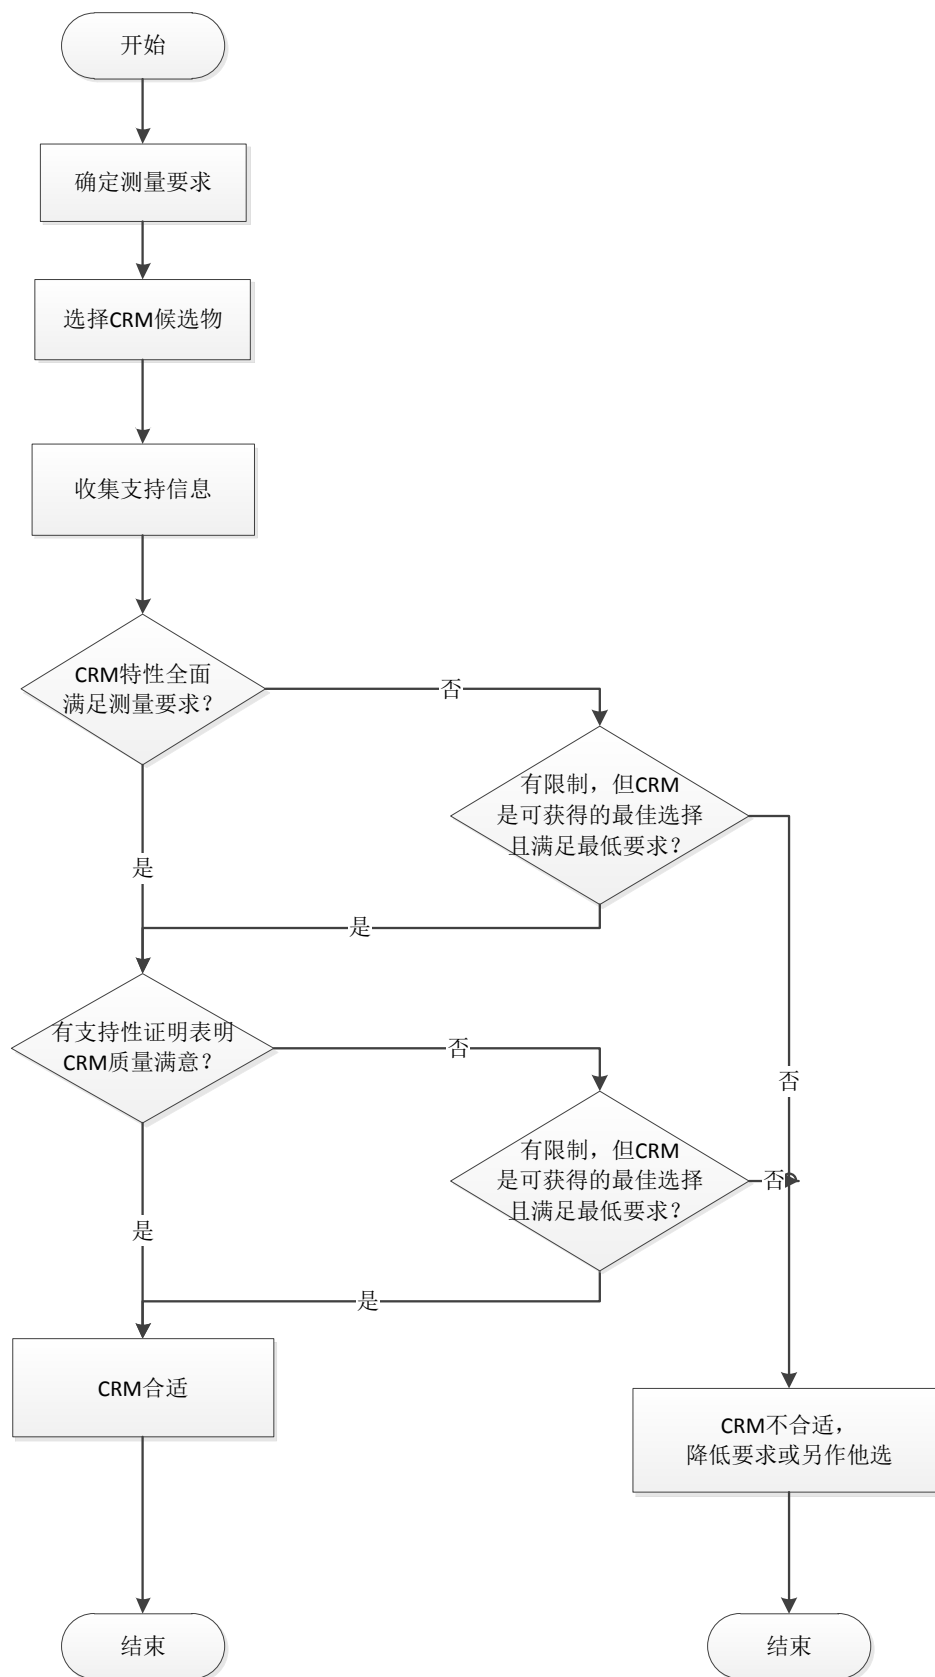 开始
确定测量要求
选择CRM候选物
收集支持信息
CRM特性全面
满足测量要求？
否
有限制，但CRM
是可获得的最佳选择
且满足最低要求？
是
是
有支持性证明表明
CRM质量满意？
否
否
有限制，但CRM
是可获得的最佳选择
且满足最低要求？
否
是
是
CRM合适
CRM不合适，
降低要求或另作他选
结束
结束